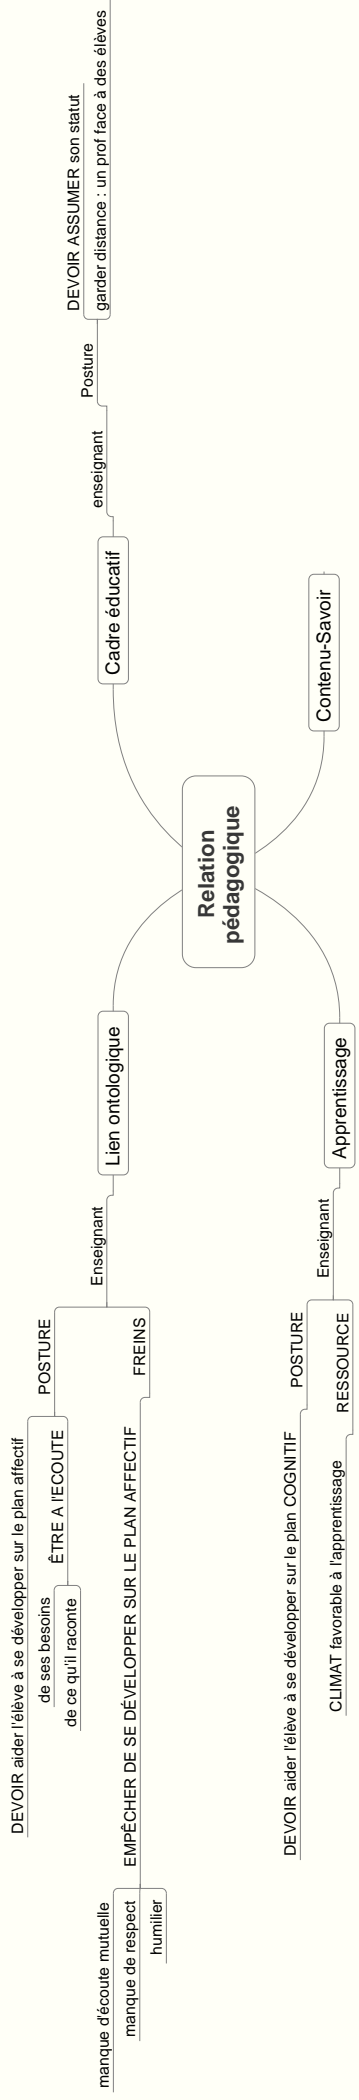 Relation
pédagogique
Cadre éducatif
enseignant
Posture
DEVOIR ASSUMER son statut
garder distance : un prof face à des élèves
Contenu-Savoir
Lien ontologique
Enseignant
POSTURE
DEVOIR aider l'élève à se développer sur le plan affectif
ÊTRE A l'ECOUTE
de ses besoins
de ce qu'il raconte
FREINS
EMPÊCHER DE SE DÉVELOPPER SUR LE PLAN AFFECTIF
manque d'écoute mutuelle
manque de respect
humilier
Apprentissage
Enseignant
POSTURE
DEVOIR aider l'élève à se développer sur le plan COGNITIF
RESSOURCE
CLIMAT favorable à l'apprentissage